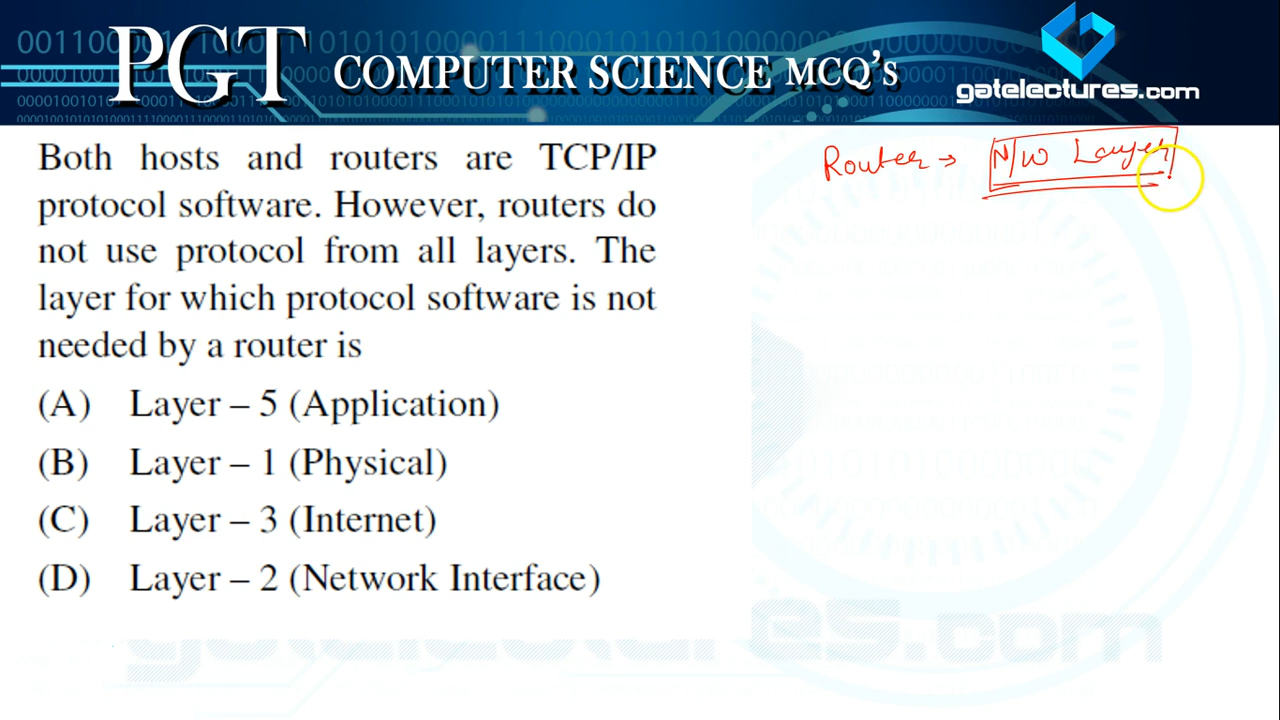 PGT COMPUTER SCIENCE MCQ's
gatelectures.com
Router → N/W Layer
Both hosts and routers are TCP/IP
protocol software. However, routers do
not use protocol from all layers. The
layer for which protocol software is not
needed by a router is
(A) Layer – 5 (Application)
(B) Layer – 1 (Physical)
(C) Layer – 3 (Internet)
(D) Layer – 2 (Network Interface)
gatelectures.com